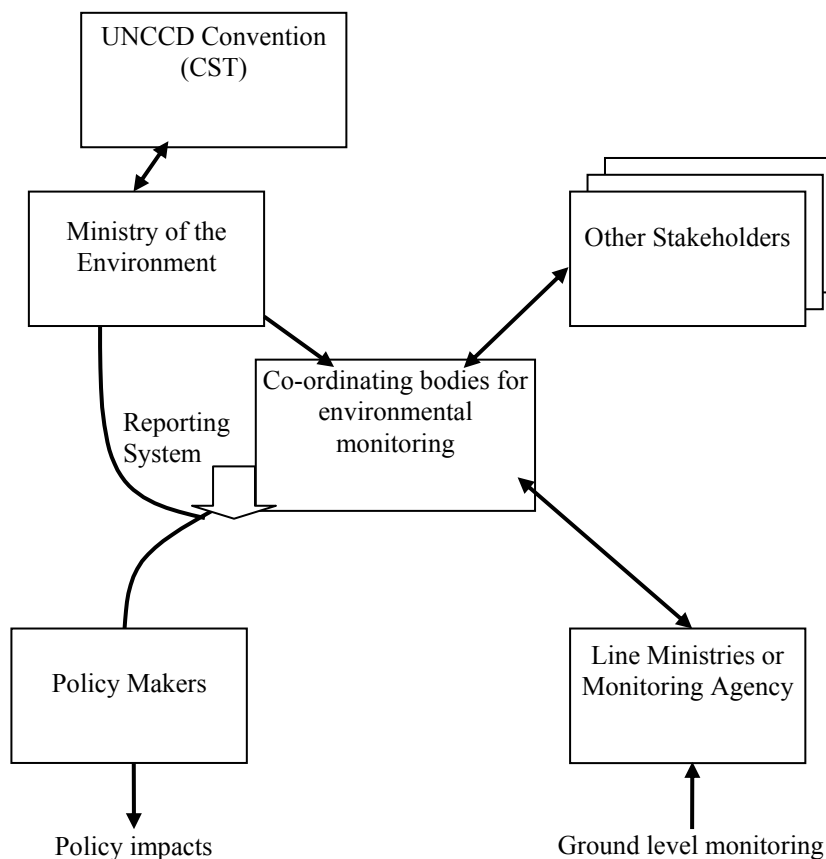 UNCCD Convention
(CST)
Ministry of the
Environment
Other Stakeholders
Co-ordinating bodies for
environmental
monitoring
Reporting
System
Policy Makers
Line Ministries or
Monitoring Agency
Policy impacts
Ground level monitoring